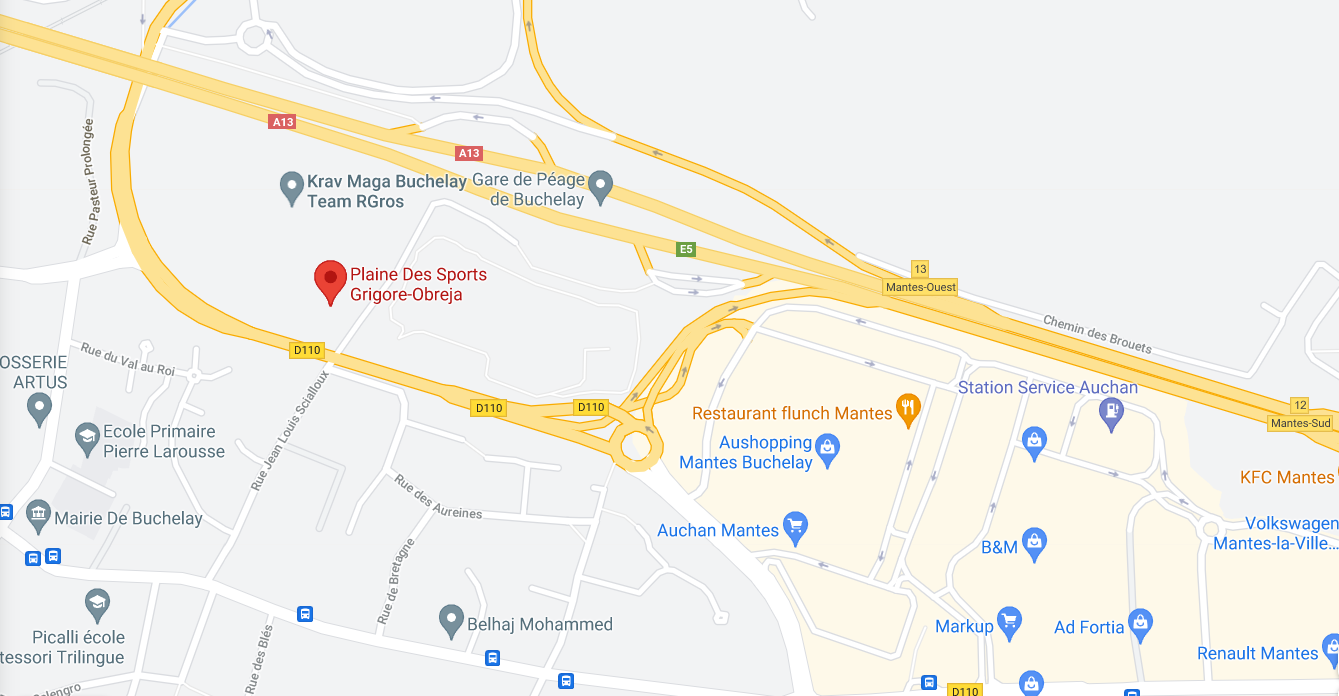 A13
A13
Rue Pasteur Prolongée
Krav Maga Buchelay
Team RGros
Gare de Péage
de Buchelay
E5
13
Mantes-Ouest
Plaine Des Sports
Grigore-Obreja
Chemin des Brouets
D110
Rue du Val au Roi
OSSERIE
ARTUS
Station Service Auchan
D110
D110
Restaurant flunch Mantes
12
Mantes-Sud
Rue Jean Louis Scialloux
Ecole Primaire
Pierre Larousse
Aushopping
Mantes Buchelay
KFC Mantes
Rue des Aureines
Mairie De Buchelay
Auchan Mantes
B&M
Volkswagen
Mantes-la-Ville...
Rue de Bretagne
Picalli école
tessori Trilingue
Belhaj Mohammed
Markup
Ad Fortia
Renault Mantes
Rue des Blés
Salengro
D110